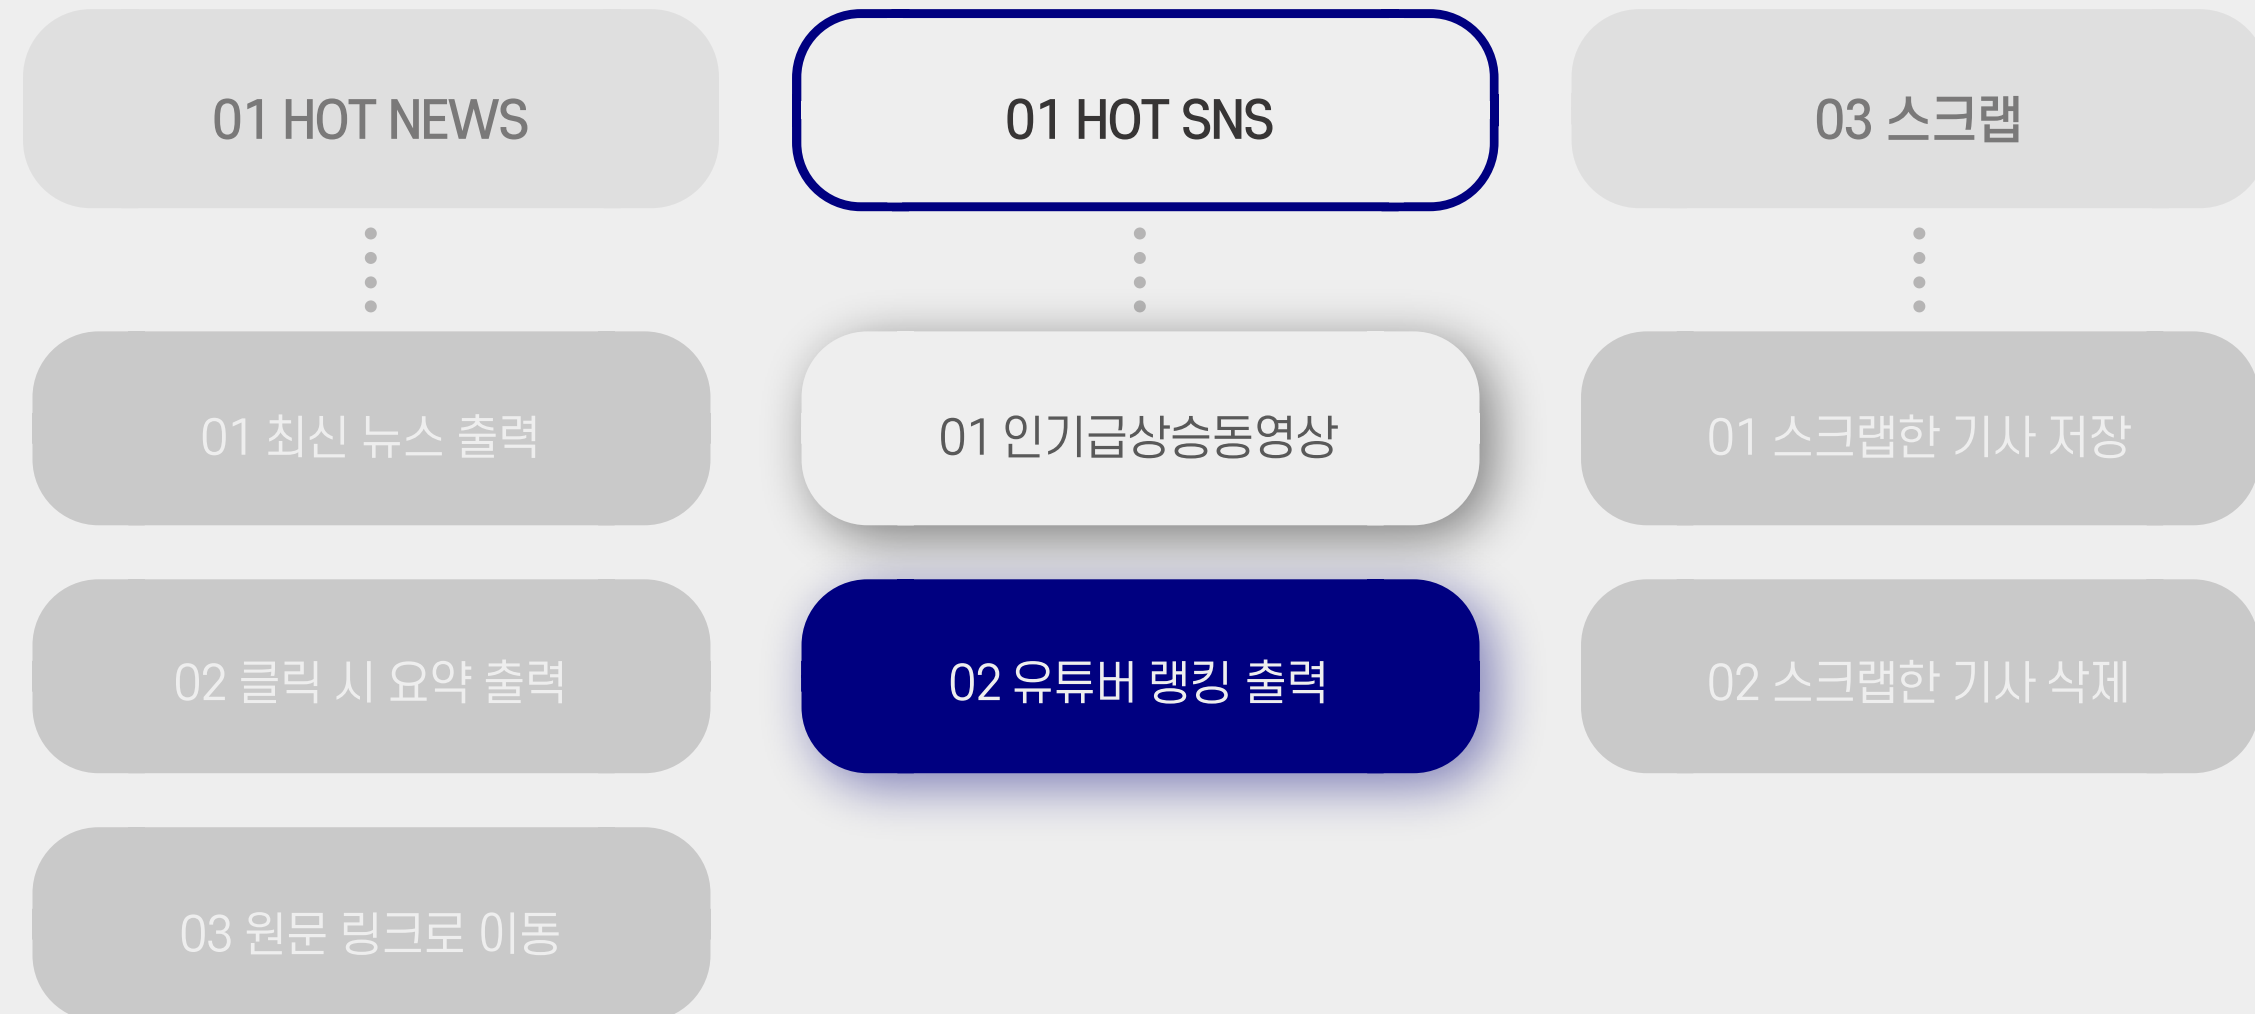 01 HOT NEWS
01 HOT SNS
03 스크랩
01 최신 뉴스 출력
01 인기급상승동영상
01 스크랩한 기사 저장
02 클릭 시 요약 출력
02 유튜버 랭킹 출력
02 스크랩한 기사 삭제
03 원문 링크로 이동